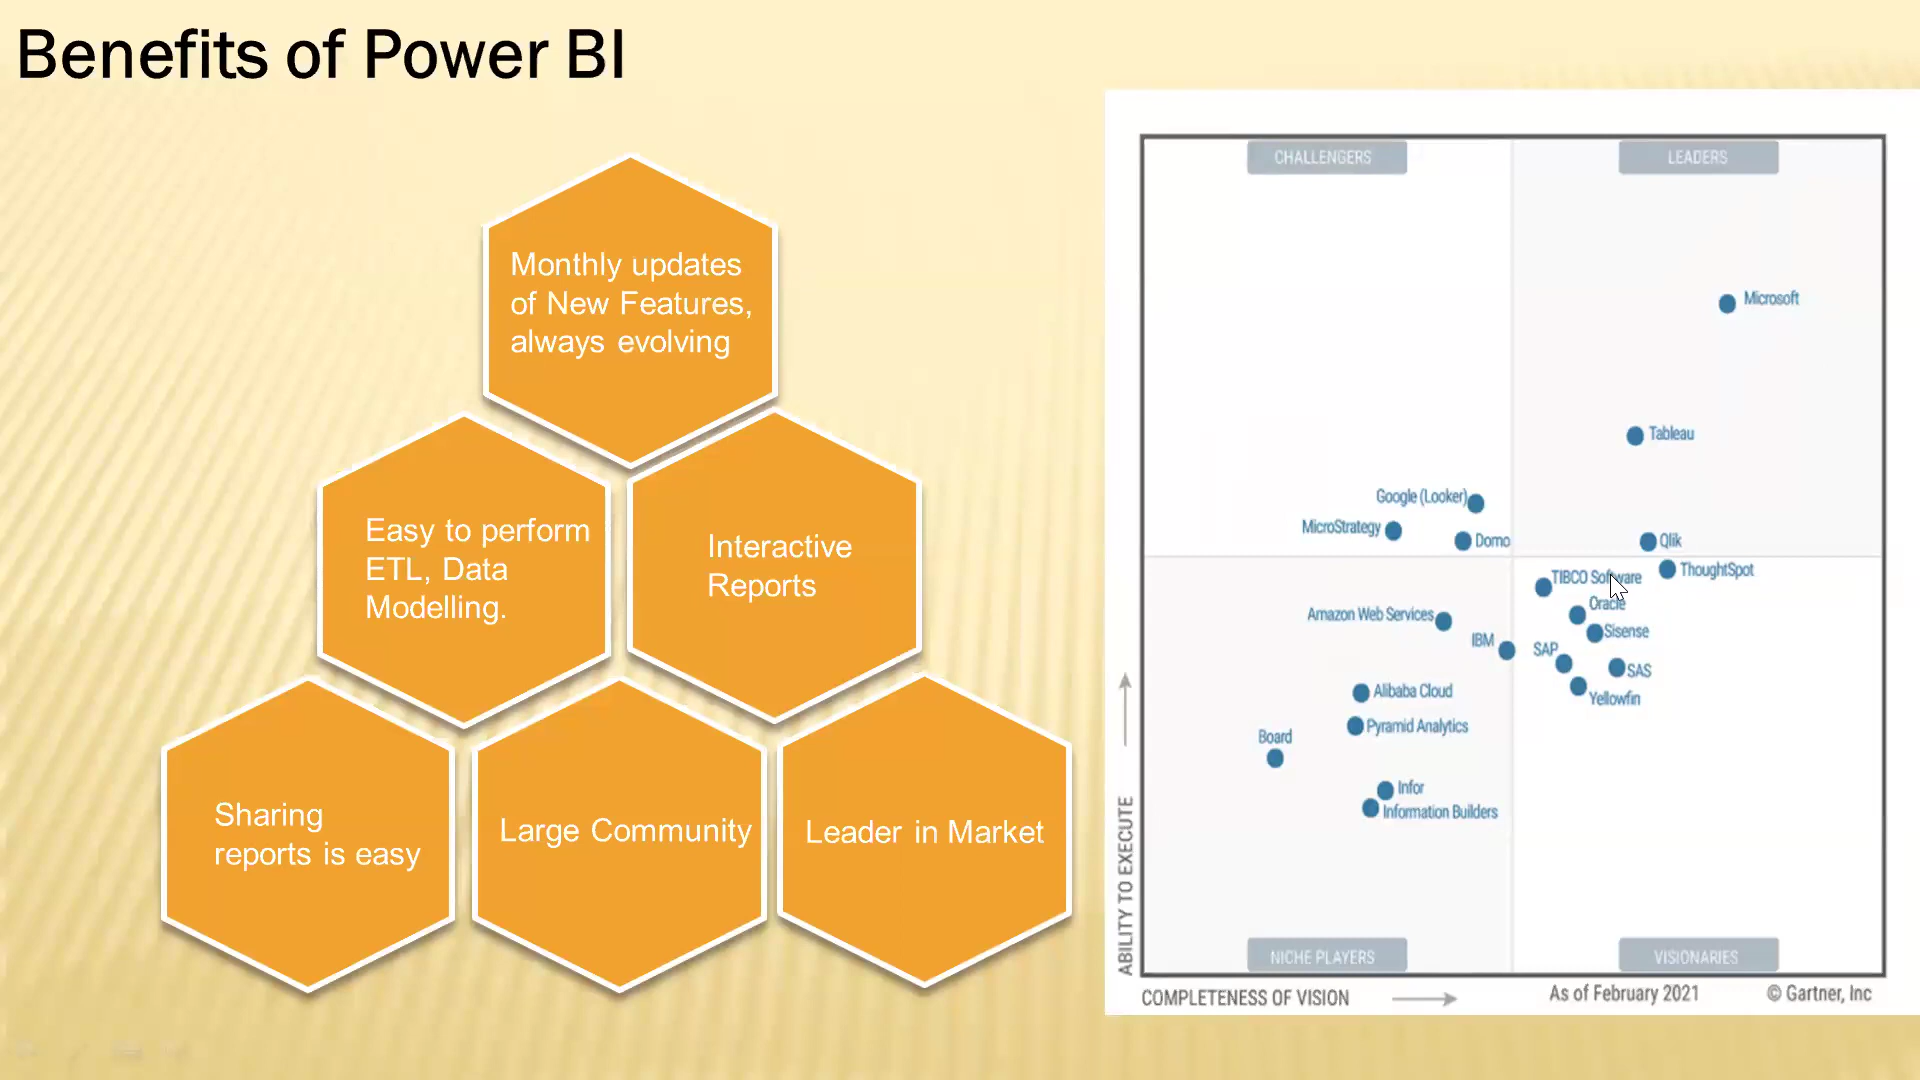 Benefits of Power BI
Monthly updates
of New Features,
always evolving
Easy to perform
ETL, Data
Modelling.
Interactive
Reports
Sharing
reports is easy
Large Community
Leader in Market
CHALLENGERS
LEADERS
Microsoft
Tableau
Google (Looker)
MicroStrategy
Domo
Qlik
ThoughtSpot
TIBCO Software
Oracle
Amazon Web Services
Sisense
IBM
SAP
SAS
Yellowfin
Alibaba Cloud
Pyramid Analytics
Board
Infor
Information Builders
ABILITY TO EXECUTE
NICHE PLAYERS
VISIONARIES
COMPLETENESS OF VISION
As of February 2021
© Gartner, Inc